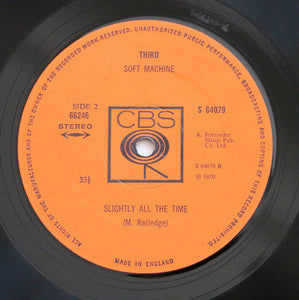 ALL RIGHTS OF THE MANUFACTURER AND OF THE OWNER OF THE RECORDED WORK RESERVED. UNAUTHORIZED PUBLIC PERFORMANCE, BROADCASTING AND COPYING OF THIS RECORD PROHIBITED
THIRD
SOFT MACHINE
SIDE 2
66246
STEREO
CBS
S 64079
A. Schroeder
Music Pub.
Co., Ltd.
33⅓
S 64079 B
℗ 1970
SLIGHTLY ALL THE TIME
(M. Ratledge)
MADE IN ENGLAND